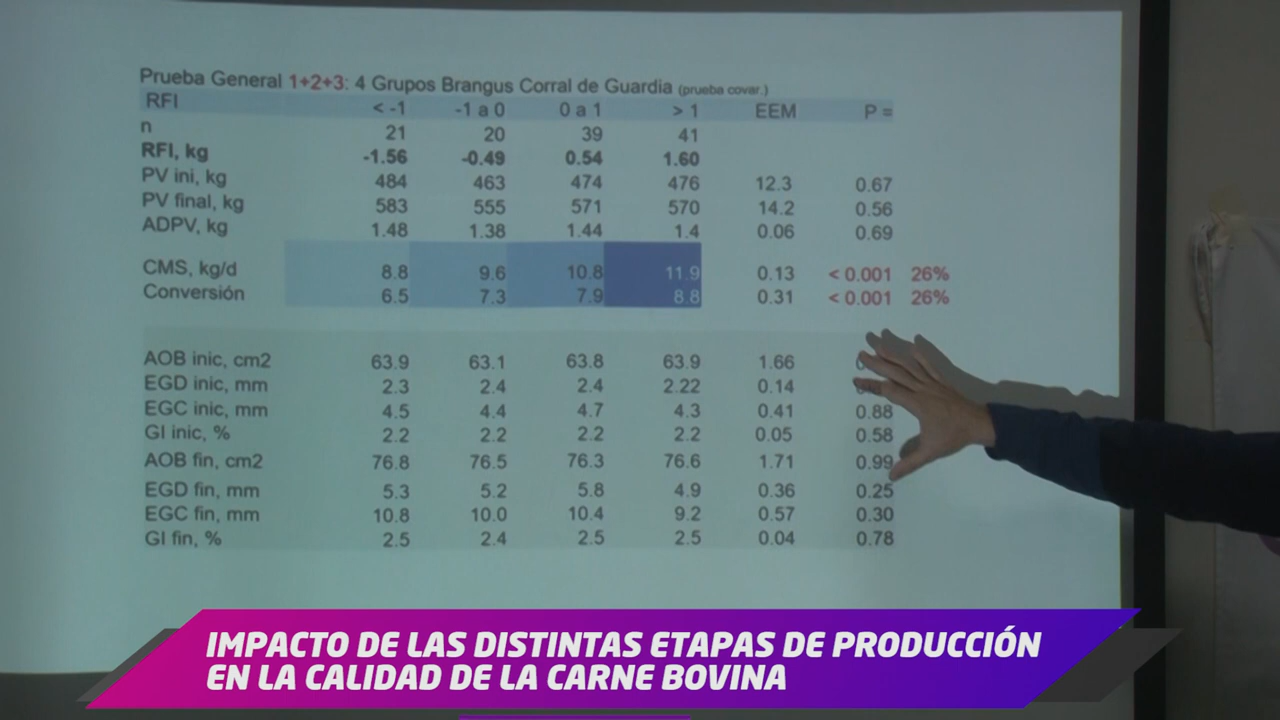 Prueba General 1+2+3: 4 Grupos Brangus Corral de Guardia (prueba covar.)
RFI < -1 -1 a 0 0 a 1 > 1 EEM P =
n 21 20 39 41
RFI, kg -1.56 -0.49 0.54 1.60
PV ini, kg 484 463 474 476 12.3 0.67
PV final, kg 583 555 571 570 14.2 0.56
ADPV, kg 1.48 1.38 1.44 1.4 0.06 0.69
CMS, kg/d 8.8 9.6 10.8 11.9 0.13 < 0.001 26%
Conversión 6.5 7.3 7.9 8.8 0.31 < 0.001 26%
AOB inic, cm2 63.9 63.1 63.8 63.9 1.66
EGD inic, mm 2.3 2.4 2.4 2.22 0.14
EGC inic, mm 4.5 4.4 4.7 4.3 0.41 0.88
GI inic, % 2.2 2.2 2.2 2.2 0.05 0.58
AOB fin, cm2 76.8 76.5 76.3 76.6 1.71 0.99
EGD fin, mm 5.3 5.2 5.8 4.9 0.36 0.25
EGC fin, mm 10.8 10.0 10.4 9.2 0.57 0.30
GI fin, % 2.5 2.4 2.5 2.5 0.04 0.78
IMPACTO DE LAS DISTINTAS ETAPAS DE PRODUCCIÓN
EN LA CALIDAD DE LA CARNE BOVINA